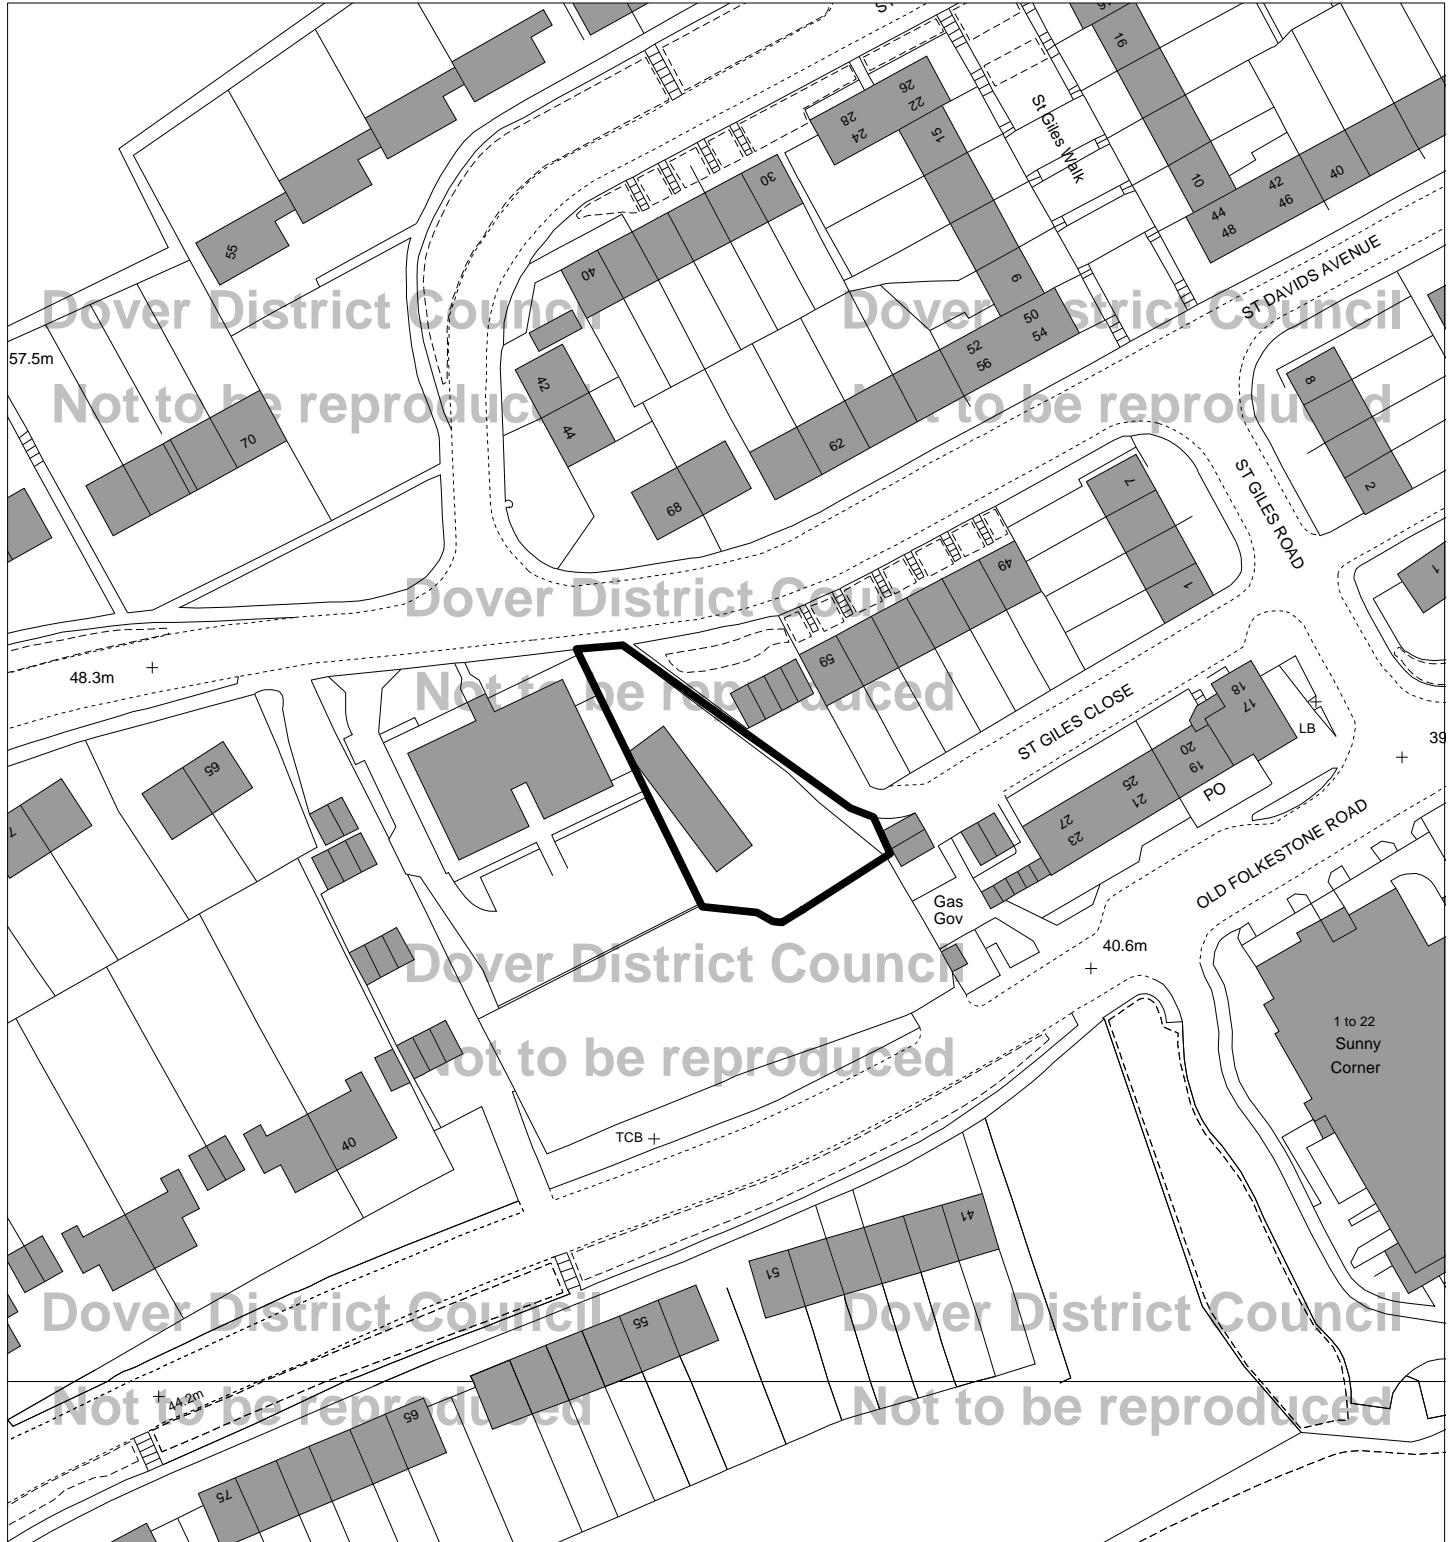 16
26
22
28
24
15
St Giles Walk
10
42
46
40
44
48
30
55
40
9
ST DAVIDS AVENUE
Dover District Council
Dover District Council
50
54
52
56
57.5m
42
44
8
Not to be reproduced
Not to be reproduced
70
62
68
7
2
ST GILES ROAD
49
1
1
Dover District Council
59
48.3m
Not to be reproduced
ST GILES CLOSE
18
17
LB
39
20
19
25
21
PO
65
7
27
23
OLD FOLKESTONE ROAD
Gas
Gov
40.6m
Dover District Council
1 to 22
Sunny
Corner
Not to be reproduced
TCB
40
41
51
Dover District Council
Dover District Council
55
44.2m
Not to be reproduced
Not to be reproduced
65
75